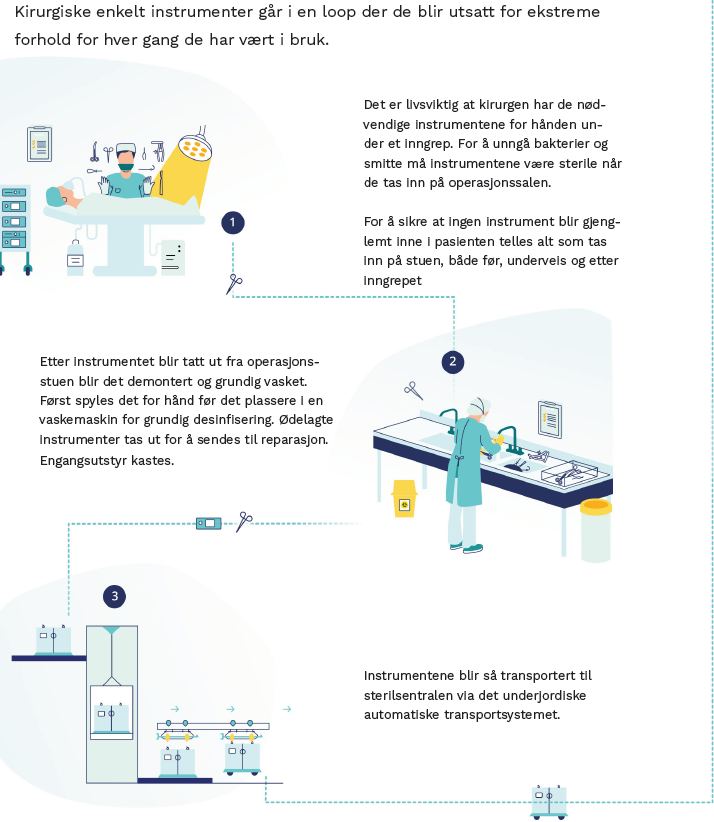 Kirurgiske enkelt instrumenter går i en loop der de blir utsatt for ekstreme
forhold for hver gang de har vært i bruk.
Det er livsviktig at kirurgen har de nød-
vendige instrumentene for hånden un-
der et inngrep. For å unngå bakterier og
smitte må instrumentene være sterile når
de tas inn på operasjonssalen.
For å sikre at ingen instrument blir gjeng-
lemt inne i pasienten telles alt som tas
inn på stuen, både før, underveis og etter
inngrepet
1
2
Etter instrumentet blir tatt ut fra operasjons-
stuen blir det demontert og grundig vasket.
Først spyles det for hånd før det plassere i en
vaskemaskin for grundig desinfisering. Ødelagte
instrumenter tas ut for å sendes til reparasjon.
Engangsutstyr kastes.
3
Instrumentene blir så transportert til
sterilsentralen via det underjordiske
automatiske transportsystemet.